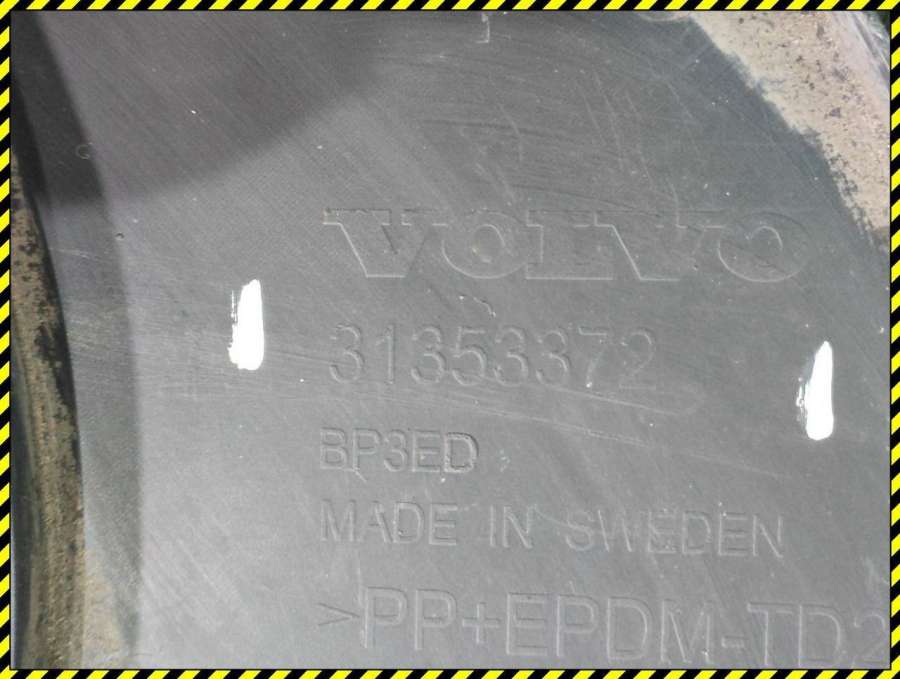 VOLVO
31353372
BP3ED
MADE IN SWEDEN
>PP+EPDM-TD2